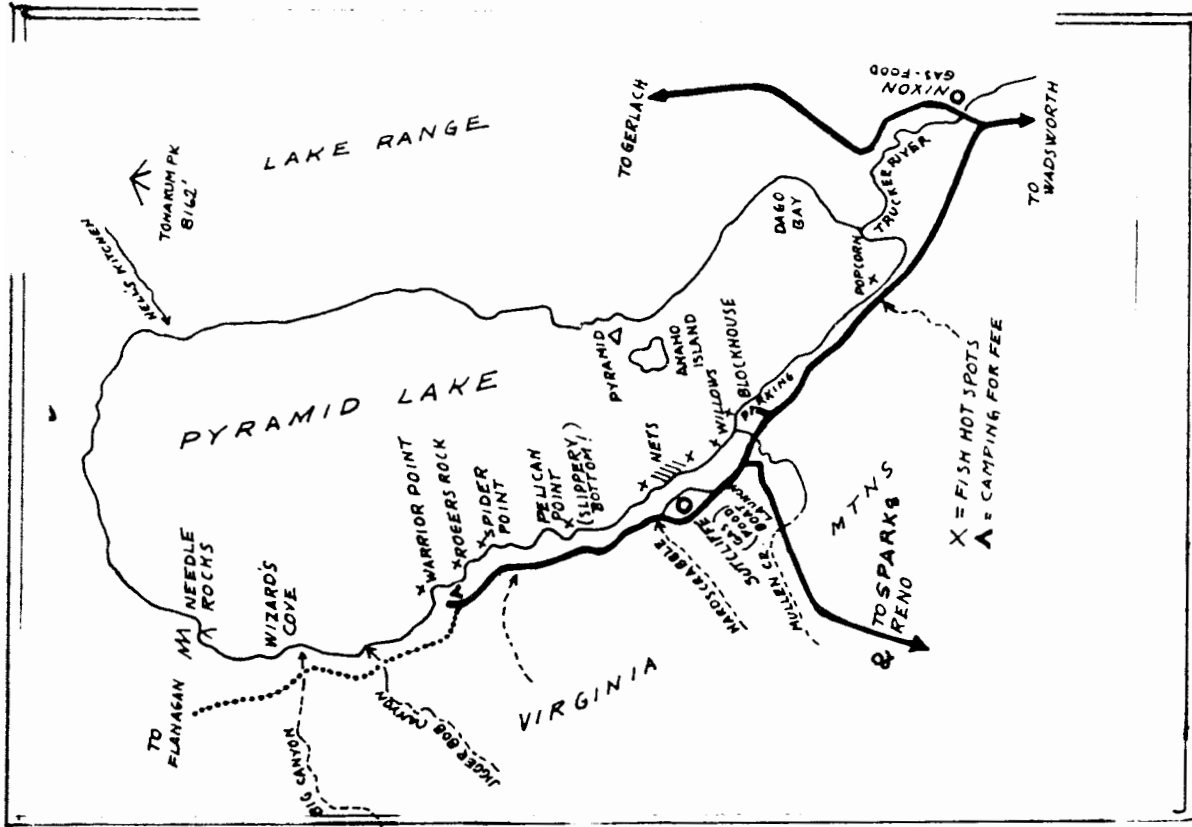 TOHAKUM PK
8162'
HELL'S KITCHEN
LAKE RANGE
TO GERLACH
NIXON
GAS-FOOD
TO
WADSWORTH
TRUCKEE RIVER
DAGO
BAY
POPCORN
PYRAMID LAKE
PYRAMID
ANAHO
ISLAND
NEEDLE
ROCKS
WIZARD'S
COVE
WARRIOR POINT
ROGERS ROCK
SPIDER
POINT
PELICAN
POINT
(SLIPPERY
BOTTOM!)
NETS
WILLOWS
BLOCKHOUSE
PARKING
TO
FLANAGAN
BIG CANYON
JIGGER BOB CANYON
VIRGINIA
MTNS
HARDSCRABBLE
SUTCLIFFE
(GAS
FOOD)
BOAT
LAUNCH
MULLEN CR.
TO SPARKS
& RENO
X = FISH HOT SPOTS
▲ = CAMPING FOR FEE